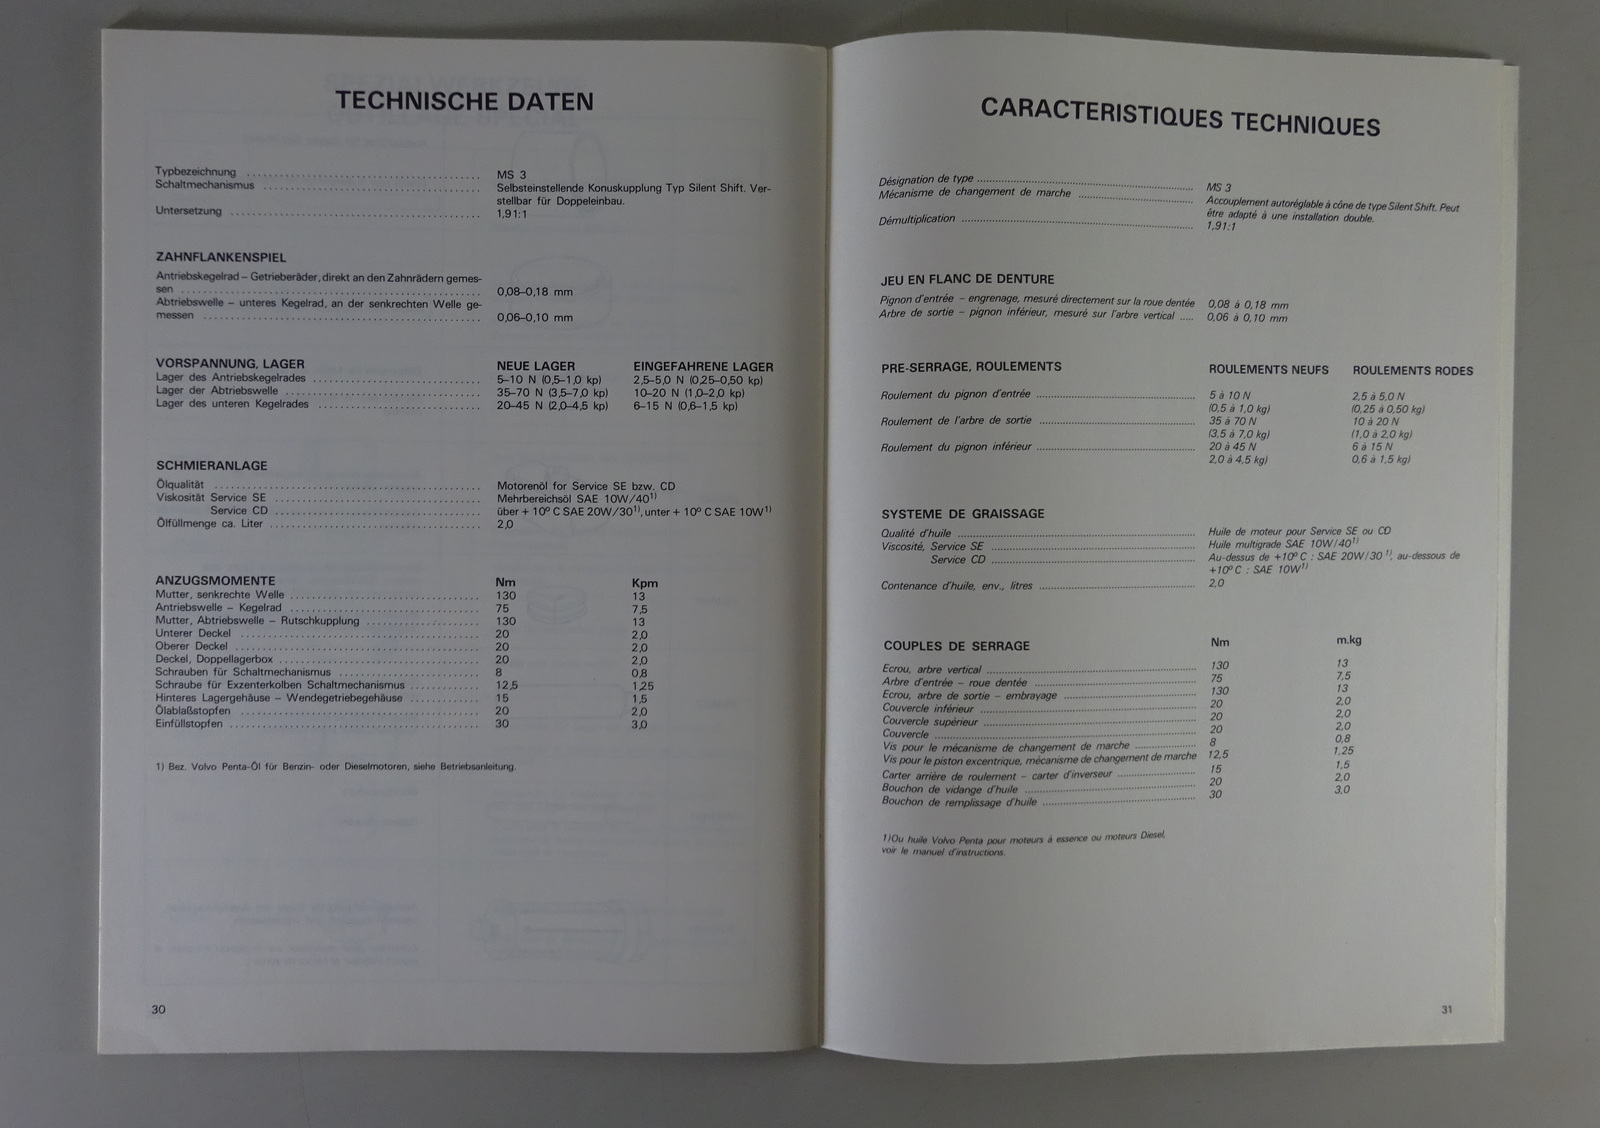 TECHNISCHE DATEN
Typbezeichnung ........ MS 3
Schaltmechanismus ........ Selbsteinstellende Konuskupplung Typ Silent Shift. Ver-
stellbar für Doppeleinbau.
Untersetzung ........ 1,91:1
ZAHNFLANKENSPIEL
Antriebskegelrad – Getrieberäder, direkt an den Zahnrädern gemes-
sen ........ 0,08–0,18 mm
Abtriebswelle – unteres Kegelrad, an der senkrechten Welle ge-
messen ........ 0,06–0,10 mm
VORSPANNUNG, LAGER NEUE LAGER EINGEFAHRENE LAGER
Lager des Antriebskegelrades ........ 5–10 N (0,5–1,0 kp) 2,5–5,0 N (0,25–0,50 kp)
Lager der Abtriebswelle ........ 35–70 N (3,5–7,0 kp) 10–20 N (1,0–2,0 kp)
Lager des unteren Kegelrades ........ 20–45 N (2,0–4,5 kp) 6–15 N (0,6–1,5 kp)
SCHMIERANLAGE
Ölqualität ........ Motorenöl for Service SE bzw. CD
Viskosität Service SE ........ Mehrbereichsöl SAE 10W/40 1)
Service CD ........ über + 10º C SAE 20W/30 1), unter + 10º C SAE 10W 1)
Ölfüllmenge ca. Liter ........ 2,0
ANZUGSMOMENTE Nm Kpm
Mutter, senkrechte Welle ........ 130 13
Antriebswelle – Kegelrad ........ 75 7,5
Mutter, Abtriebswelle – Rutschkupplung ........ 130 13
Unterer Deckel ........ 20 2,0
Oberer Deckel ........ 20 2,0
Deckel, Doppellagerbox ........ 20 2,0
Schrauben für Schaltmechanismus ........ 8 0,8
Schraube für Exzenterkolben Schaltmechanismus ........ 12,5 1,25
Hinteres Lagergehäuse – Wendegetriebegehäuse ........ 15 1,5
Ölablaßstopfen ........ 20 2,0
Einfüllstopfen ........ 30 3,0
1) Bez. Volvo Penta-Öl für Benzin- oder Dieselmotoren, siehe Betriebsanleitung.
30
CARACTERISTIQUES TECHNIQUES
Désignation de type ........ MS 3
Mécanisme de changement de marche ........ Accouplement autoréglable à cône de type Silent Shift. Peut
être adapté à une installation double.
Démultiplication ........ 1,91:1
JEU EN FLANC DE DENTURE
Pignon d'entrée – engrenage, mesuré directement sur la roue dentée 0,08 à 0,18 mm
Arbre de sortie – pignon inférieur, mesuré sur l'arbre vertical ..... 0,06 à 0,10 mm
PRE-SERRAGE, ROULEMENTS ROULEMENTS NEUFS ROULEMENTS RODES
Roulement du pignon d'entrée ........ 5 à 10 N 2,5 à 5,0 N
(0,5 à 1,0 kg) (0,25 à 0,50 kg)
Roulement de l'arbre de sortie ........ 35 à 70 N 10 à 20 N
(3,5 à 7,0 kg) (1,0 à 2,0 kg)
Roulement du pignon inférieur ........ 20 à 45 N 6 à 15 N
2,0 à 4,5 kg) 0,6 à 1,5 kg)
SYSTEME DE GRAISSAGE
Qualité d'huile ........ Huile de moteur pour Service SE ou CD
Viscosité, Service SE ........ Huile multigrade SAE 10W/40 1)
Service CD ........ Au-dessus de +10º C : SAE 20W/30 1), au-dessous de
+10º C : SAE 10W 1)
Contenance d'huile, env., litres ........ 2,0
COUPLES DE SERRAGE Nm m.kg
Ecrou, arbre vertical ........ 130 13
Arbre d'entrée – roue dentée ........ 75 7,5
Ecrou, arbre de sortie – embrayage ........ 130 13
Couvercle inférieur ........ 20 2,0
Couvercle supérieur ........ 20 2,0
Couvercle ........ 20 2,0
Vis pour le mécanisme de changement de marche ........ 8 0,8
Vis pour le piston excentrique, mécanisme de changement de marche 12,5 1,25
Carter arrière de roulement – carter d'inverseur ........ 15 1,5
Bouchon de vidange d'huile ........ 20 2,0
Bouchon de remplissage d'huile ........ 30 3,0
1) Ou huile Volvo Penta pour moteurs à essence ou moteurs Diesel,
voir le manuel d'instructions.
31